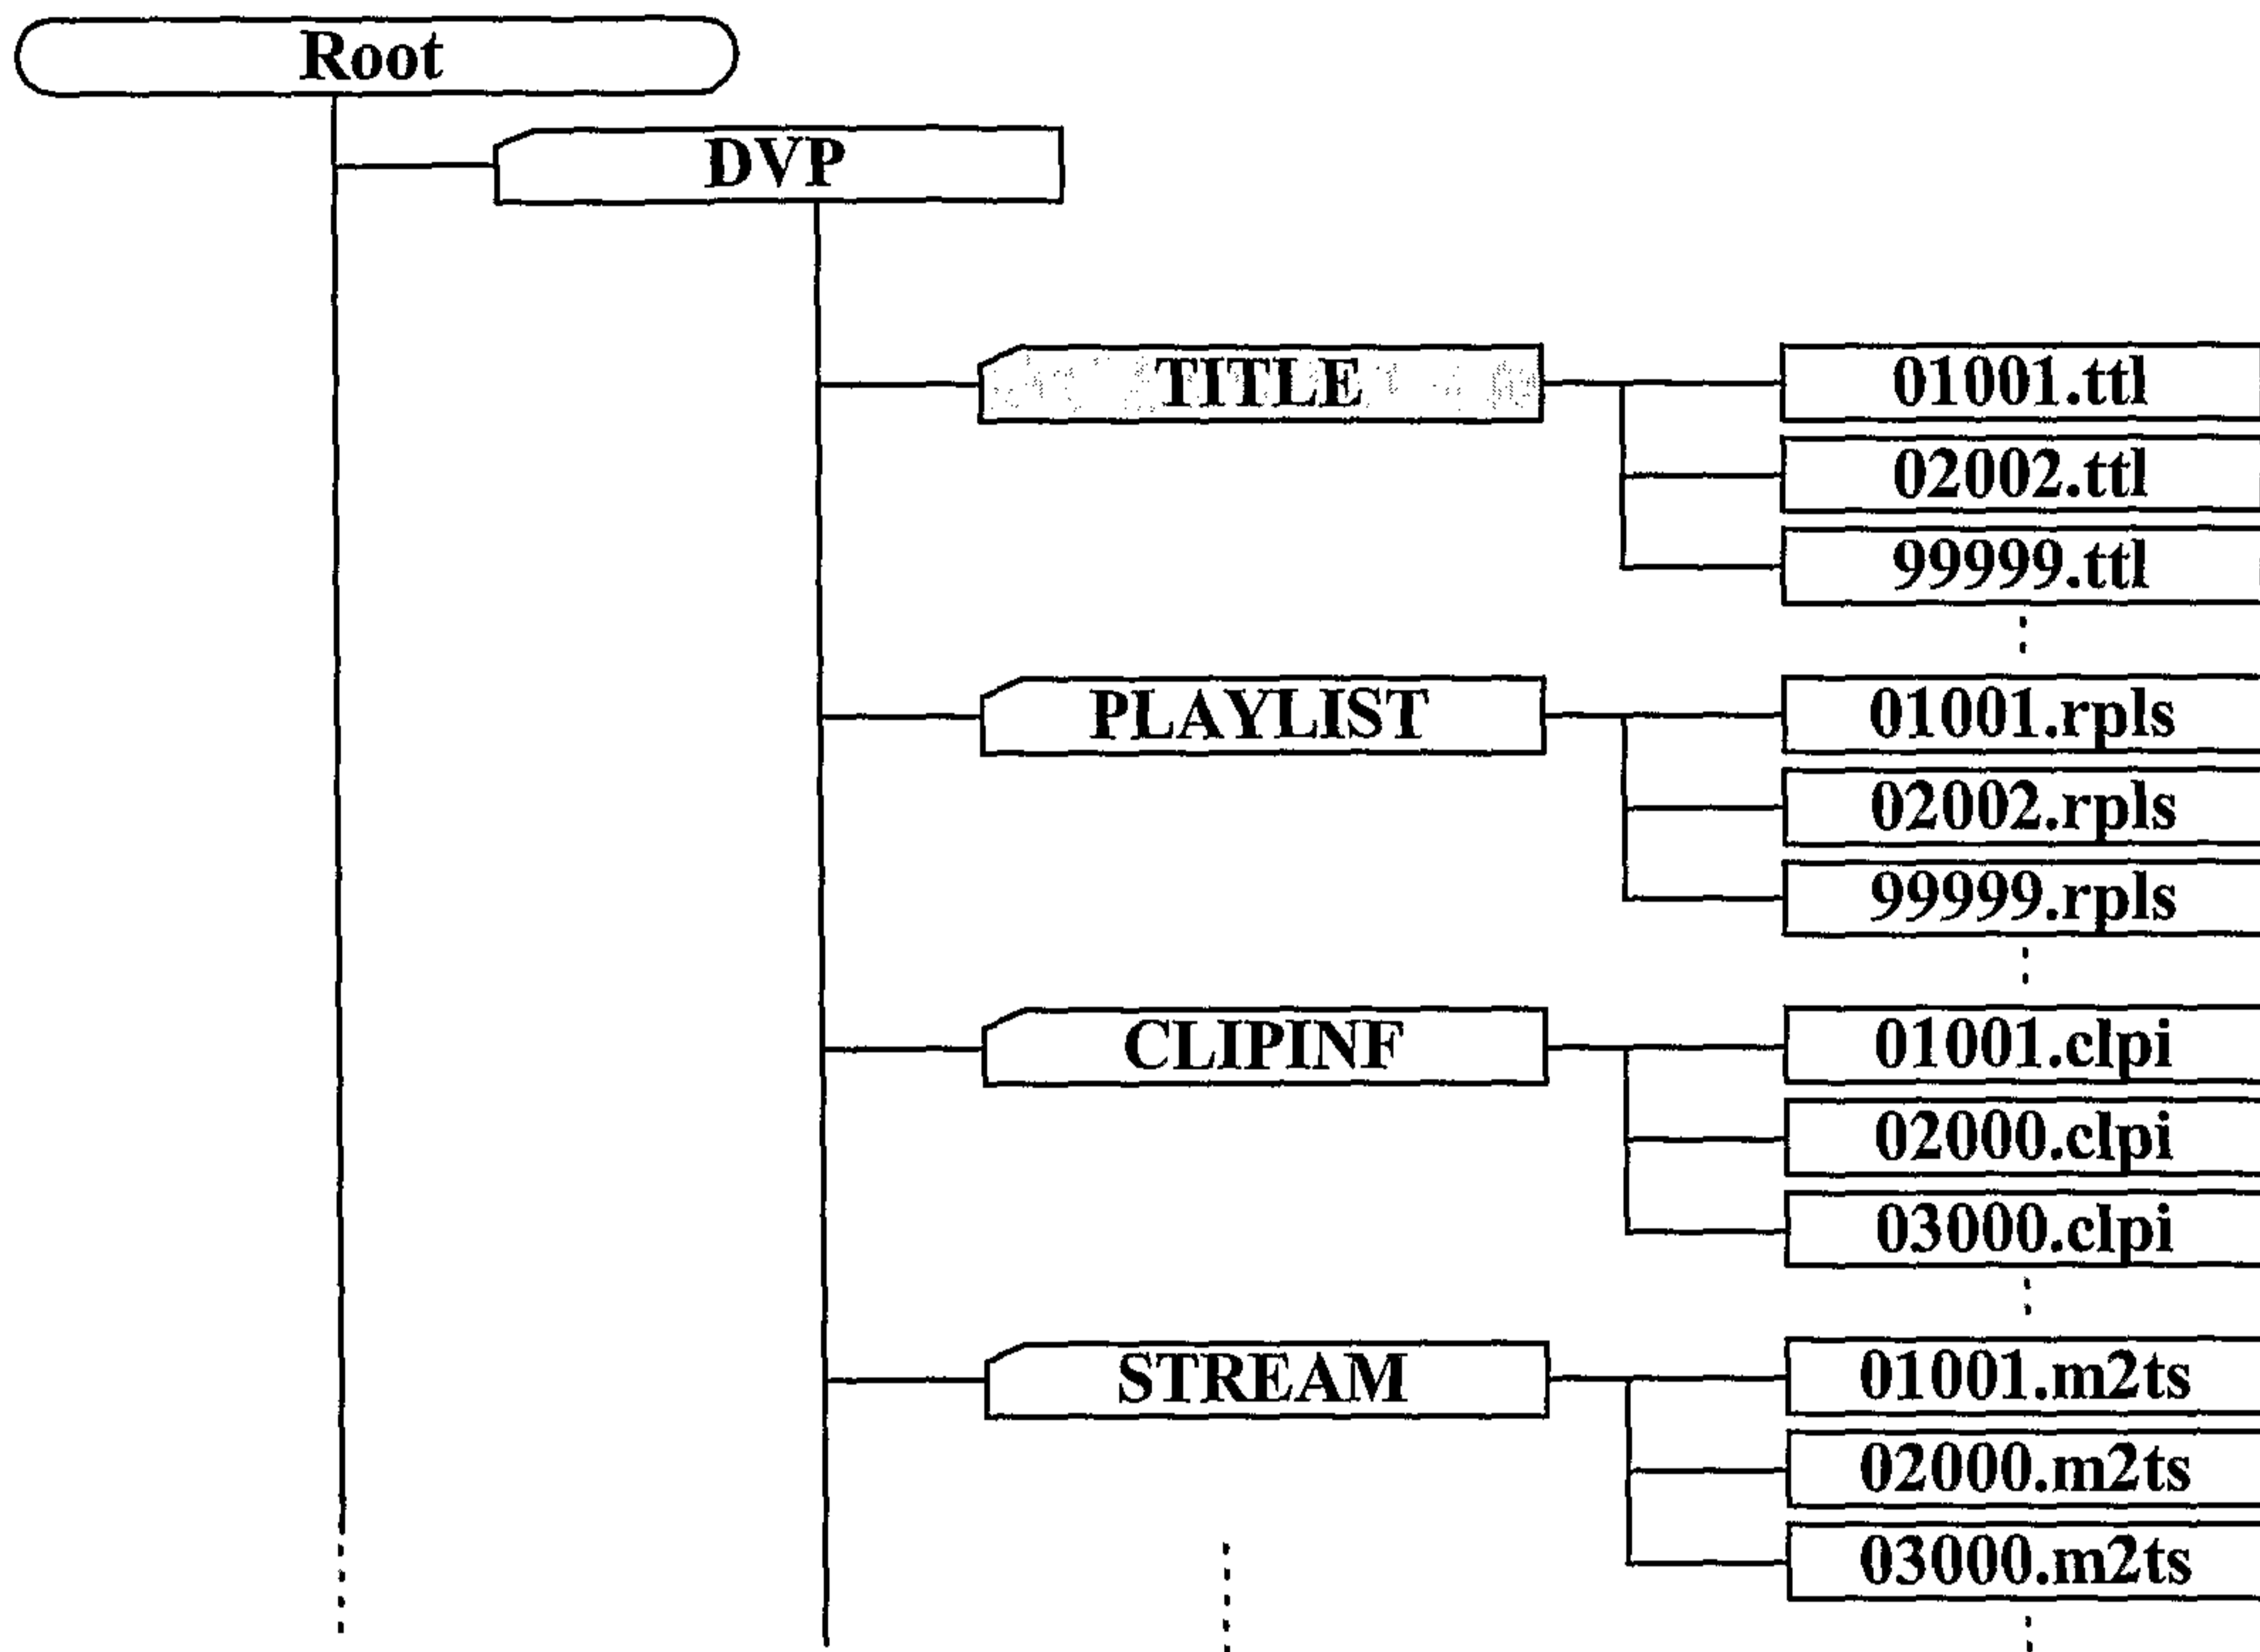 Root
DVP
TITLE
01001.ttl
02002.ttl
99999.ttl
PLAYLIST
01001.rpls
02002.rpls
99999.rpls
CLIPINF
01001.clpi
02000.clpi
03000.clpi
STREAM
01001.m2ts
02000.m2ts
03000.m2ts